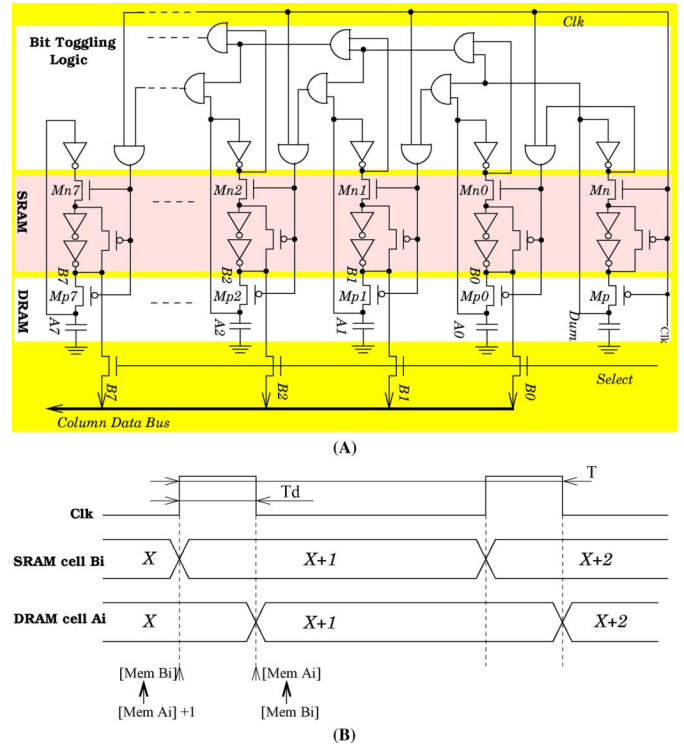 Clk
Bit Toggling
Logic
SRAM
Mn7
Mn2
Mn1
Mn0
Mn
B7
B2
B1
B0
DRAM
Mp7
Mp2
Mp1
Mp0
Mp
A7
A2
A1
A0
Dum
Clk
B7
B2
B1
B0
Select
Column Data Bus
(A)
T
Td
Clk
SRAM cell Bi
X
X+1
X+2
DRAM cell Ai
X
X+1
X+2
[Mem Bi]
[Mem Ai]
[Mem Ai] +1
[Mem Bi]
(B)